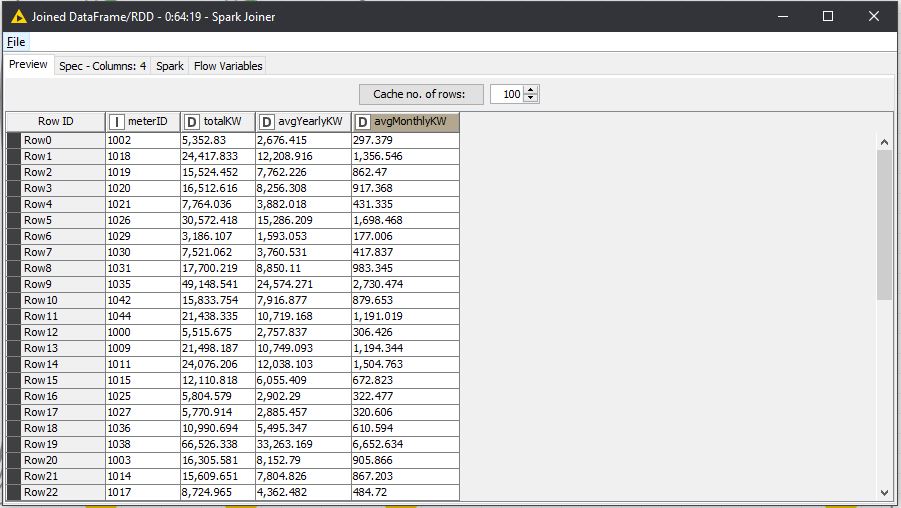 Joined DataFrame/RDD - 0:64:19 - Spark Joiner
File
Preview Spec - Columns: 4 Spark Flow Variables
Cache no. of rows: 100
Row ID I meterID D totalKW D avgYearlyKW D avgMonthlyKW
Row0 1002 5,352.83 2,676.415 297.379
Row1 1018 24,417.833 12,208.916 1,356.546
Row2 1019 15,524.452 7,762.226 862.47
Row3 1020 16,512.616 8,256.308 917.368
Row4 1021 7,764.036 3,882.018 431.335
Row5 1026 30,572.418 15,286.209 1,698.468
Row6 1029 3,186.107 1,593.053 177.006
Row7 1030 7,521.062 3,760.531 417.837
Row8 1031 17,700.219 8,850.11 983.345
Row9 1035 49,148.541 24,574.271 2,730.474
Row10 1042 15,833.754 7,916.877 879.653
Row11 1044 21,438.335 10,719.168 1,191.019
Row12 1000 5,515.675 2,757.837 306.426
Row13 1009 21,498.187 10,749.093 1,194.344
Row14 1011 24,076.206 12,038.103 1,504.763
Row15 1015 12,110.818 6,055.409 672.823
Row16 1025 5,804.579 2,902.29 322.477
Row17 1027 5,770.914 2,885.457 320.606
Row18 1036 10,990.694 5,495.347 610.594
Row19 1038 66,526.338 33,263.169 6,652.634
Row20 1003 16,305.581 8,152.79 905.866
Row21 1014 15,609.651 7,804.826 867.203
Row22 1017 8,724.965 4,362.482 484.72